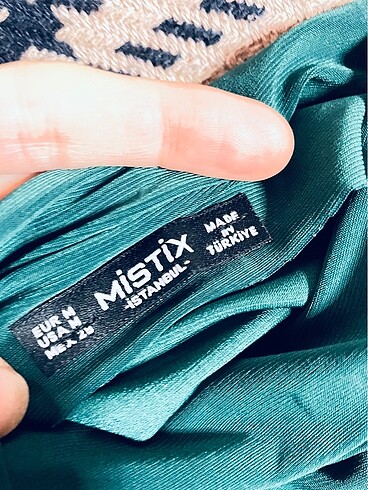 EUR M
USA M
MISTIX
-İSTANBUL-
MADE
IN
TÜRKİYE